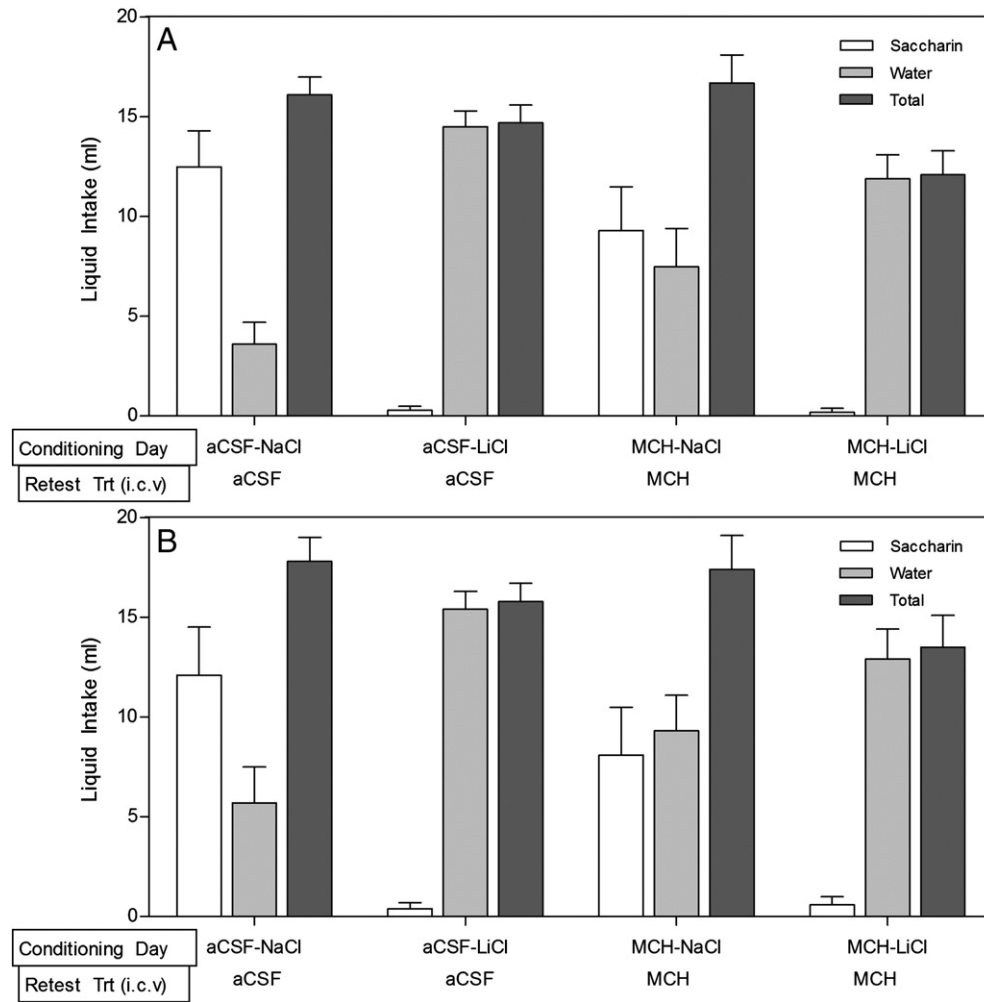 A
20
15
10
5
0
Liquid Intake (ml)
Saccharin
Water
Total
Conditioning Day aCSF-NaCl aCSF-LiCl MCH-NaCl MCH-LiCl
Retest Trt (i.c.v) aCSF aCSF MCH MCH
B
20
15
10
5
0
Liquid Intake (ml)
Saccharin
Water
Total
Conditioning Day aCSF-NaCl aCSF-LiCl MCH-NaCl MCH-LiCl
Retest Trt (i.c.v) aCSF aCSF MCH MCH